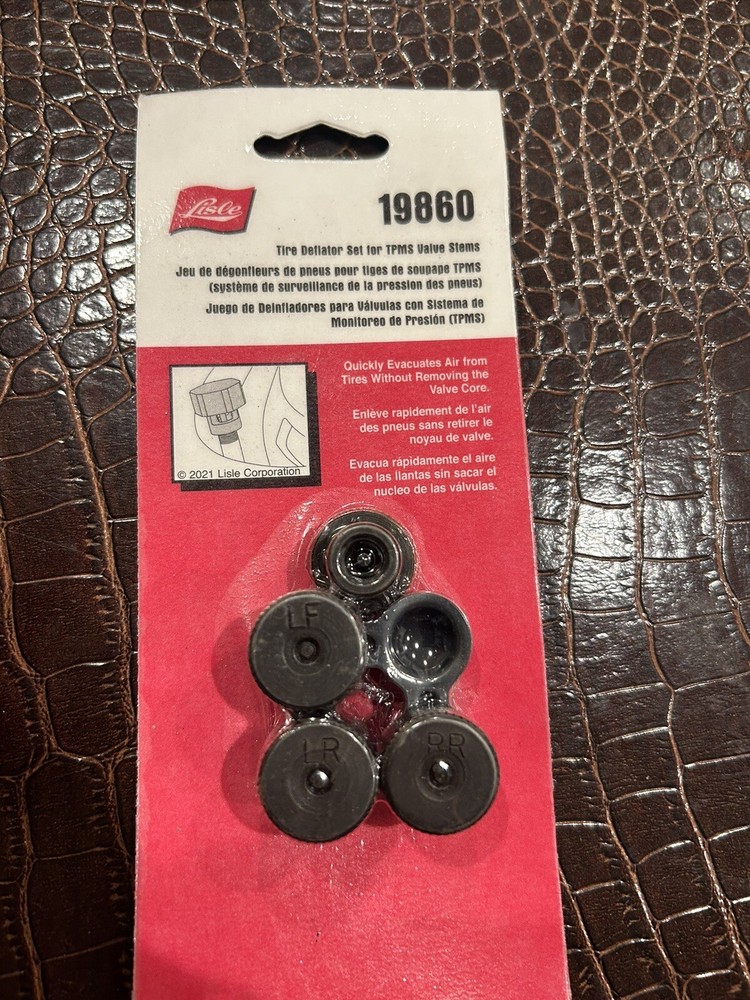 Lisle
19860
Tire Deflator Set for TPMS Valve Stems
Jeu de dégonfleurs de pneus pour tiges de soupape TPMS
(système de surveillance de la pression des pneus)
Juego de Deinfladores para Válvulas con Sistema de
Monitoreo de Presión (TPMS)
© 2021 Lisle Corporation
Quickly Evacuates Air from
Tires Without Removing the
Valve Core.
Enlève rapidement de l'air
des pneus sans retirer le
noyau de valve.
Evacua rápidamente el aire
de las llantas sin sacar el
nucleo de las válvulas.
LF
LR
RR